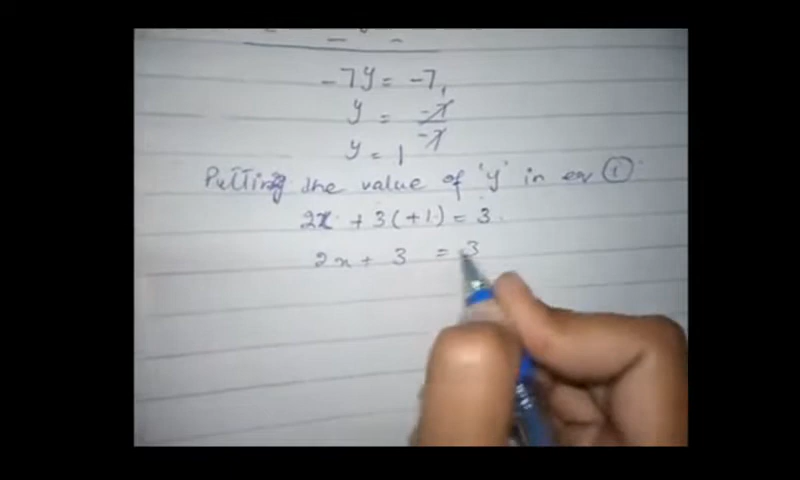 -7y = -7
y = -7/-7
y = 1
Putting the value of 'y' in eq ①
2x + 3(+1) = 3
2x + 3 = 3